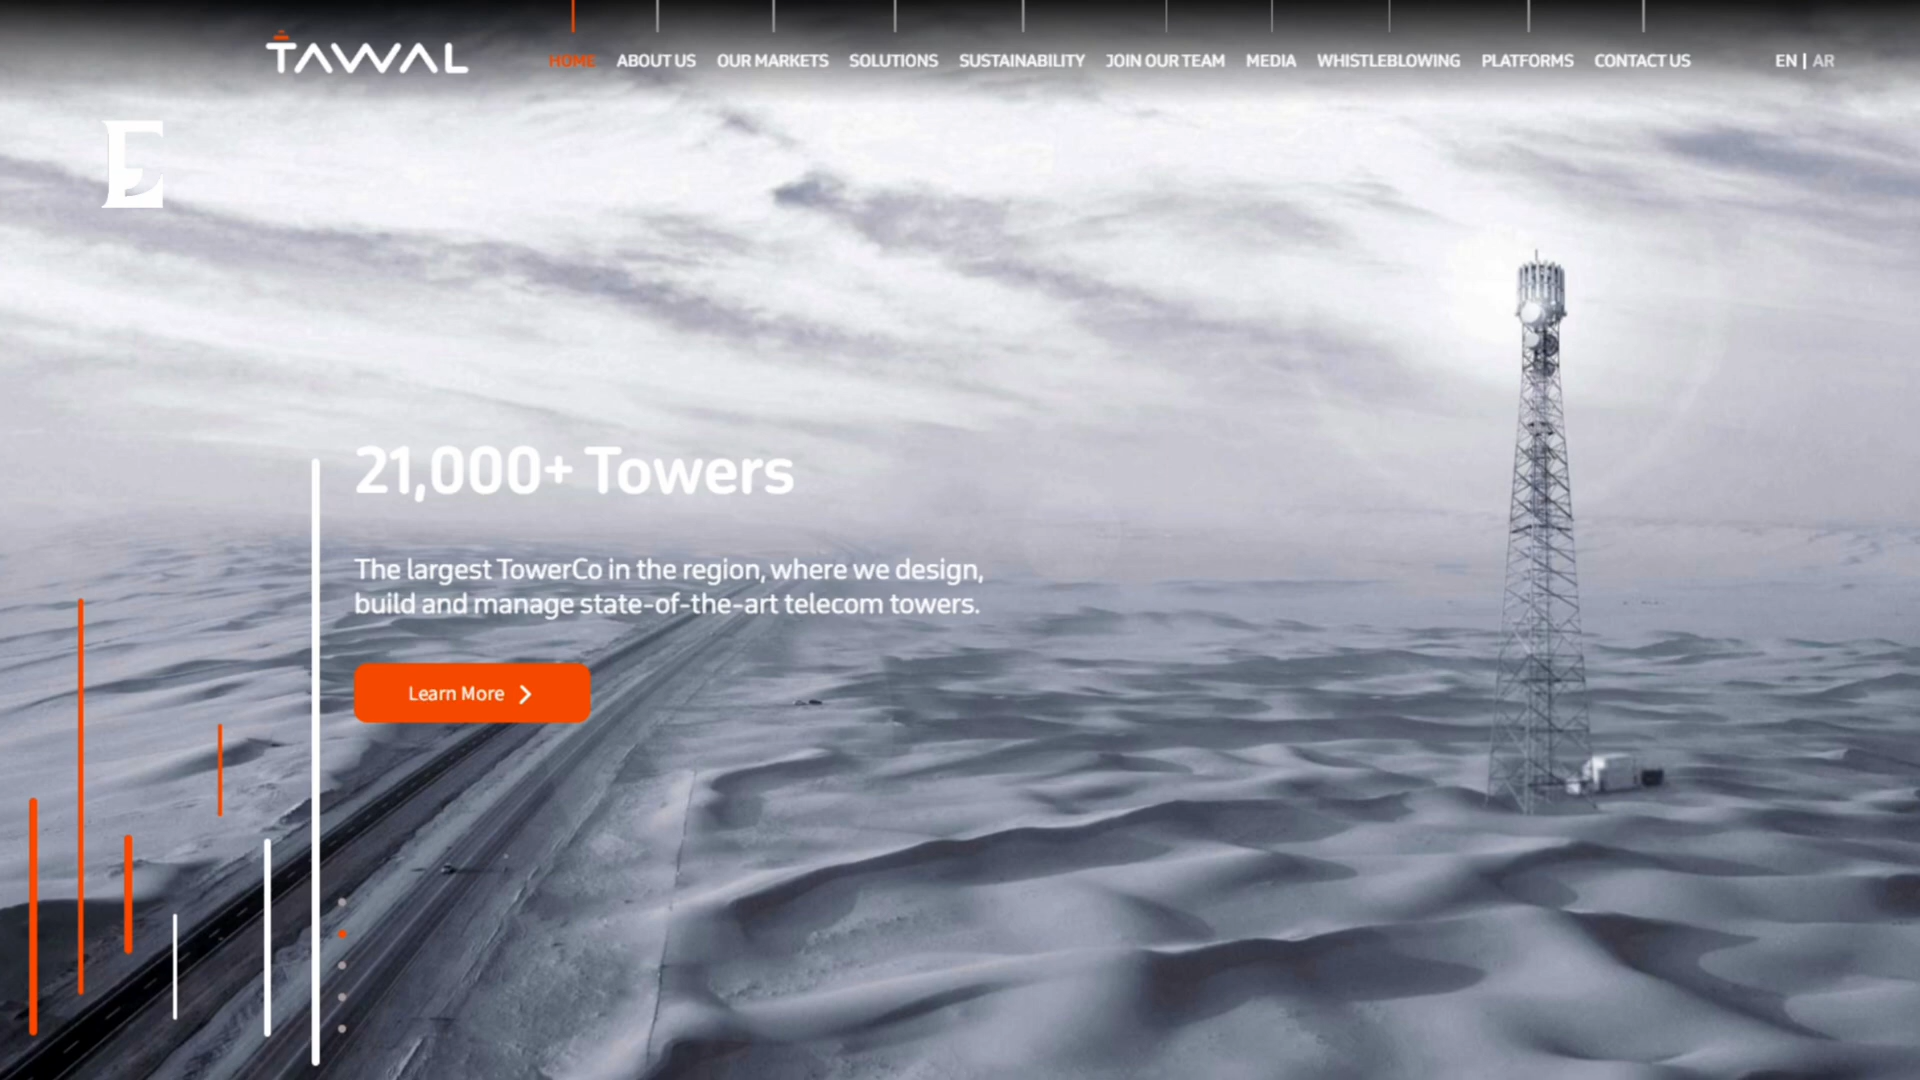 TAWAL
HOME ABOUT US OUR MARKETS SOLUTIONS SUSTAINABILITY JOIN OUR TEAM MEDIA WHISTLEBLOWING PLATFORMS CONTACT US EN | AR
E
21,000+ Towers
The largest TowerCo in the region, where we design,
build and manage state-of-the-art telecom towers.
Learn More